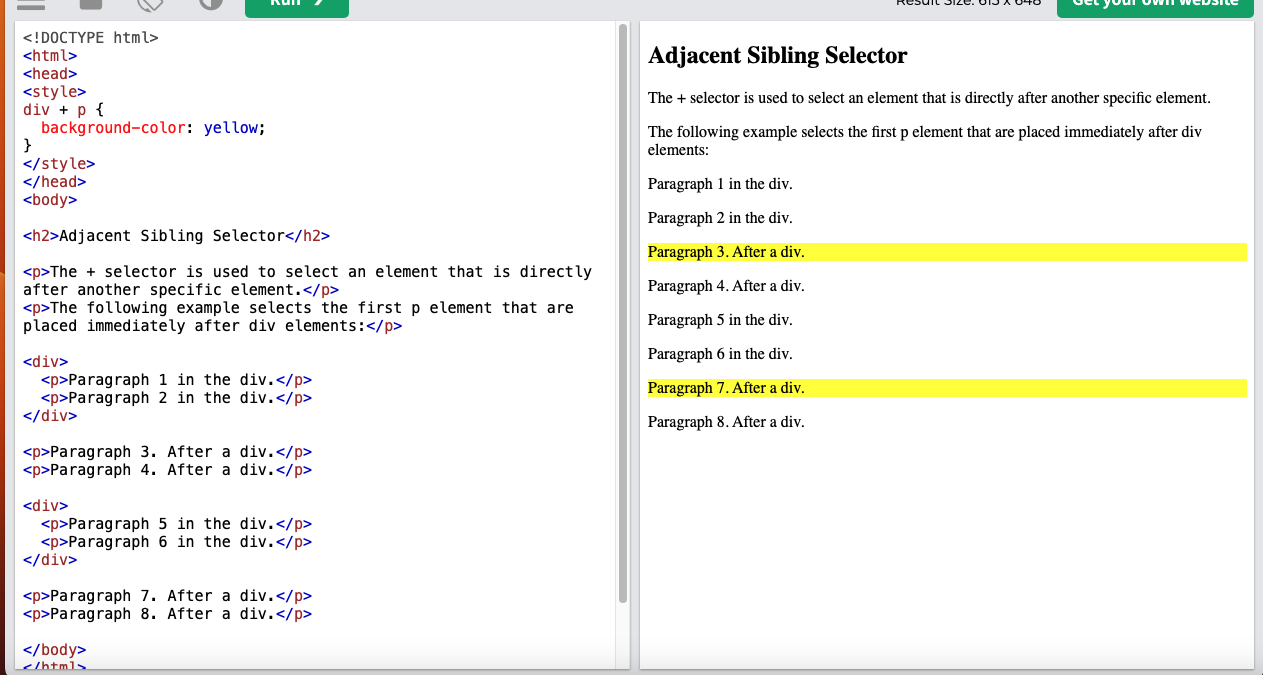 Run ❯
Result Size: 613 x 648
Get your own website
<!DOCTYPE html>
<html>
<head>
<style>
div + p {
  background-color: yellow;
}
</style>
</head>
<body>
<h2>Adjacent Sibling Selector</h2>
<p>The + selector is used to select an element that is directly
after another specific element.</p>
<p>The following example selects the first p element that are
placed immediately after div elements:</p>
<div>
  <p>Paragraph 1 in the div.</p>
  <p>Paragraph 2 in the div.</p>
</div>
<p>Paragraph 3. After a div.</p>
<p>Paragraph 4. After a div.</p>
<div>
  <p>Paragraph 5 in the div.</p>
  <p>Paragraph 6 in the div.</p>
</div>
<p>Paragraph 7. After a div.</p>
<p>Paragraph 8. After a div.</p>
</body>
</html>
Adjacent Sibling Selector
The + selector is used to select an element that is directly after another specific element.
The following example selects the first p element that are placed immediately after div
elements:
Paragraph 1 in the div.
Paragraph 2 in the div.
Paragraph 3. After a div.
Paragraph 4. After a div.
Paragraph 5 in the div.
Paragraph 6 in the div.
Paragraph 7. After a div.
Paragraph 8. After a div.